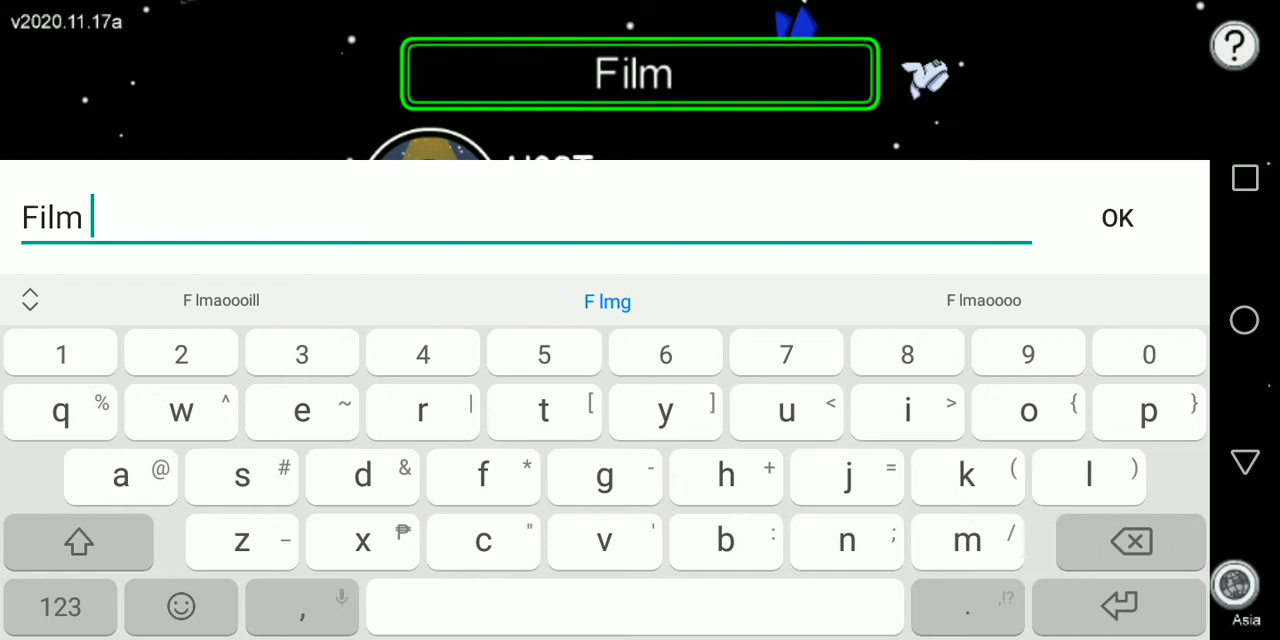 v2020.11.17a
Film
?
Film
OK
F lmaoooill
F lmg
F lmaoooo
1 2 3 4 5 6 7 8 9 0
q % w ^ e ~ r | t [ y ] u < i > o { p }
a @ s # d & f * g - h + j = k ( l )
z _ x ₱ c " v ' b : n ; m /
123 , . ,!?
Asia